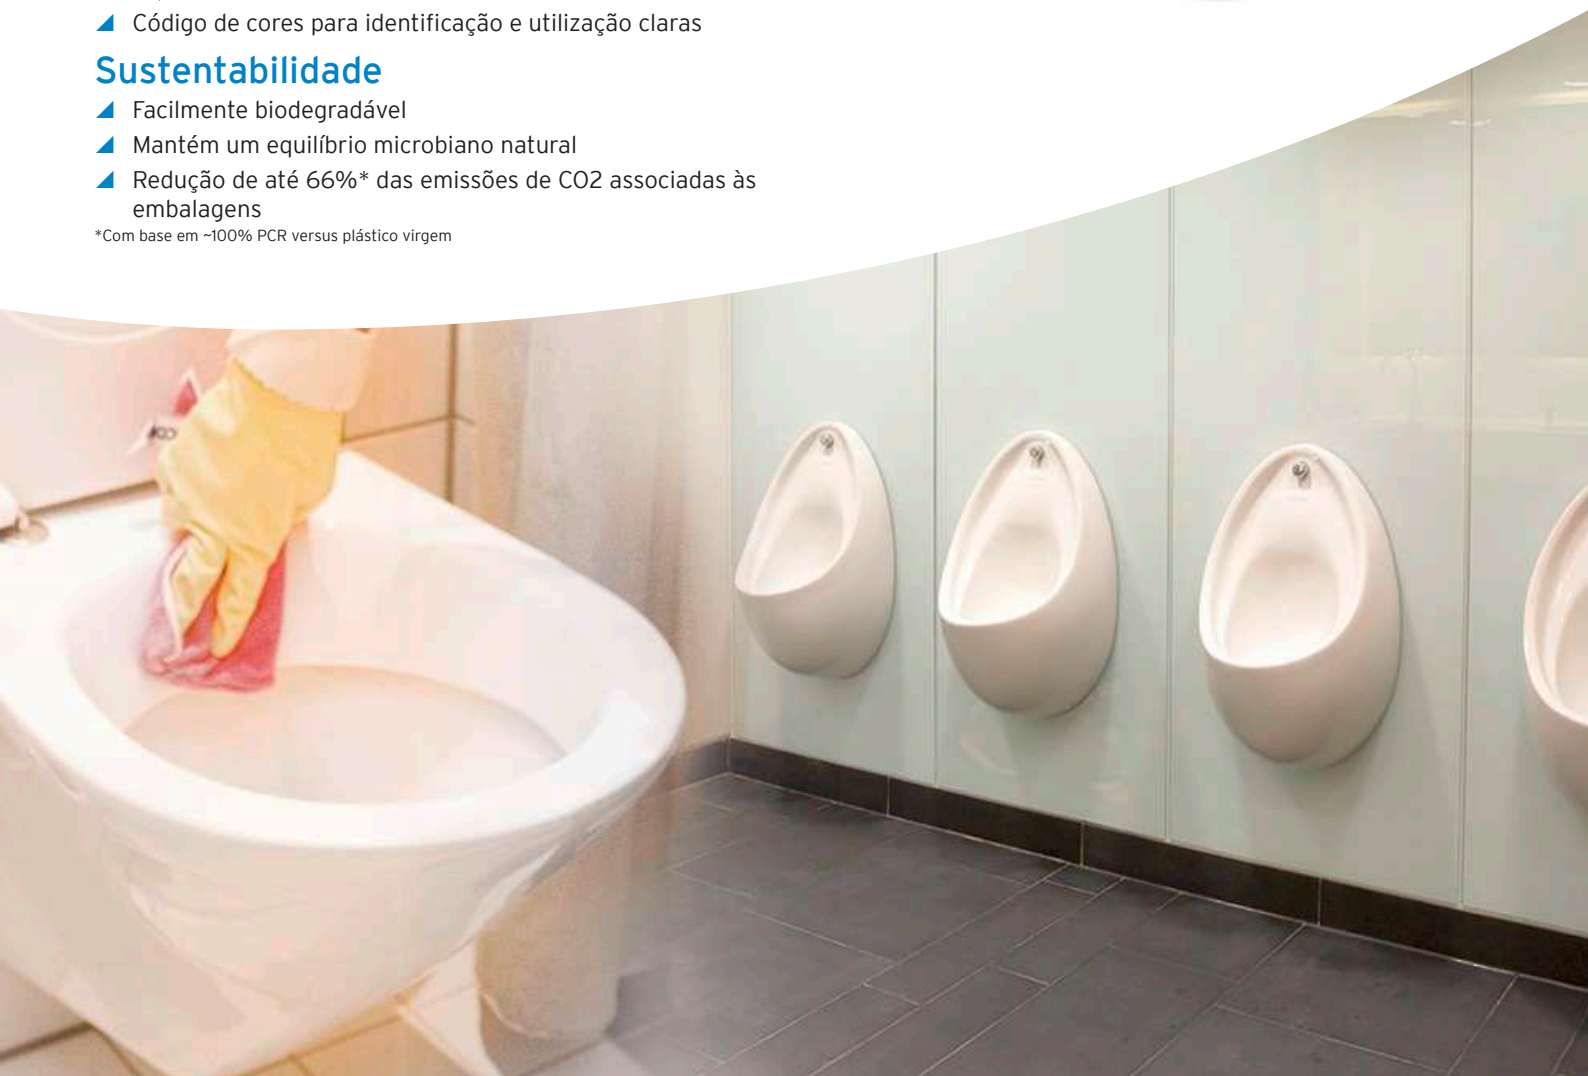 Código de cores para identificação e utilização claras
Sustentabilidade
Facilmente biodegradável
Mantém um equilíbrio microbiano natural
Redução de até 66%* das emissões de CO2 associadas às
embalagens
*Com base em ~100% PCR versus plástico virgem